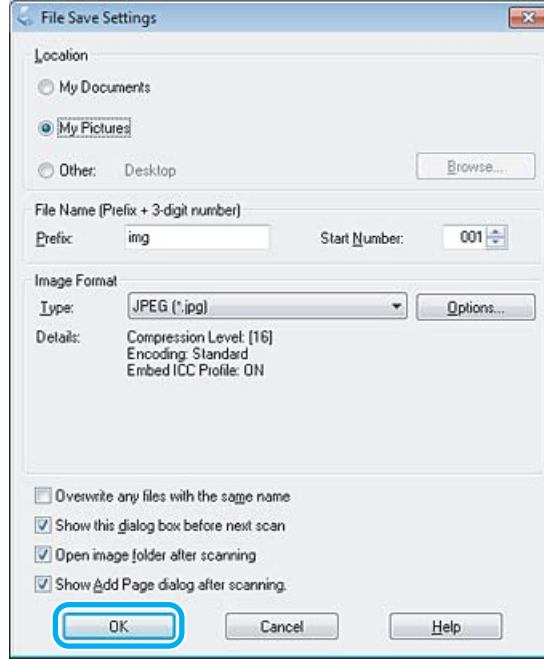 File Save Settings
Location
My Documents
My Pictures
Other: Desktop Browse...
File Name (Prefix + 3-digit number)
Prefix: img Start Number: 001
Image Format
Type: JPEG (*.jpg) Options...
Details: Compression Level: [16]
Encoding: Standard
Embed ICC Profile: ON
Overwrite any files with the same name
Show this dialog box before next scan
Open image folder after scanning
Show Add Page dialog after scanning.
OK Cancel Help